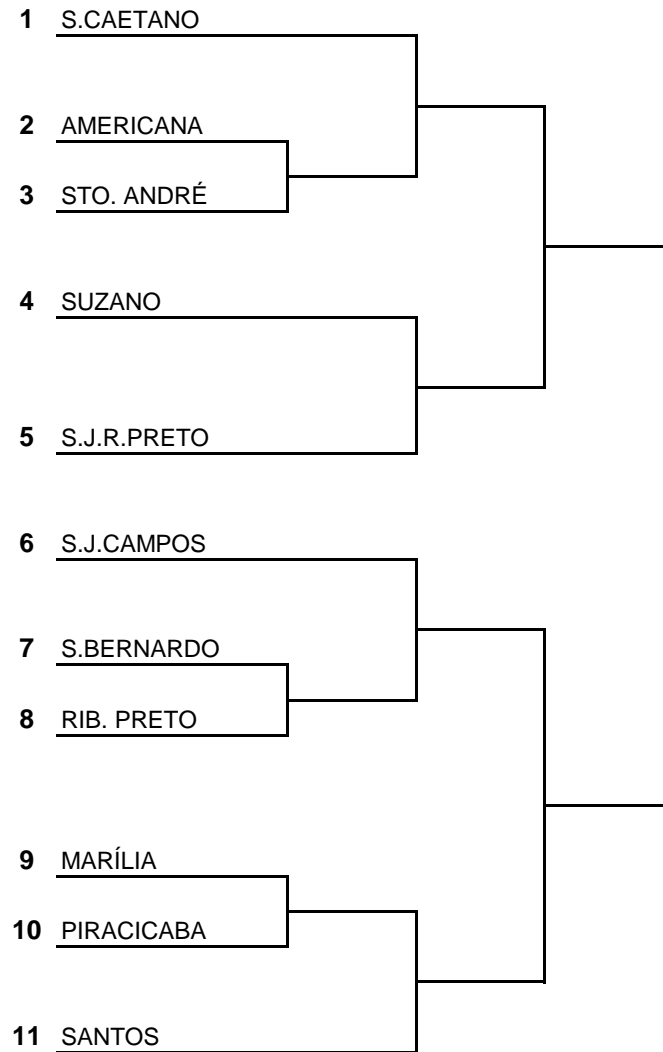 1 S.CAETANO
2 AMERICANA
3 STO. ANDRÉ
4 SUZANO
5 S.J.R.PRETO
6 S.J.CAMPOS
7 S.BERNARDO
8 RIB. PRETO
9 MARÍLIA
10 PIRACICABA
11 SANTOS